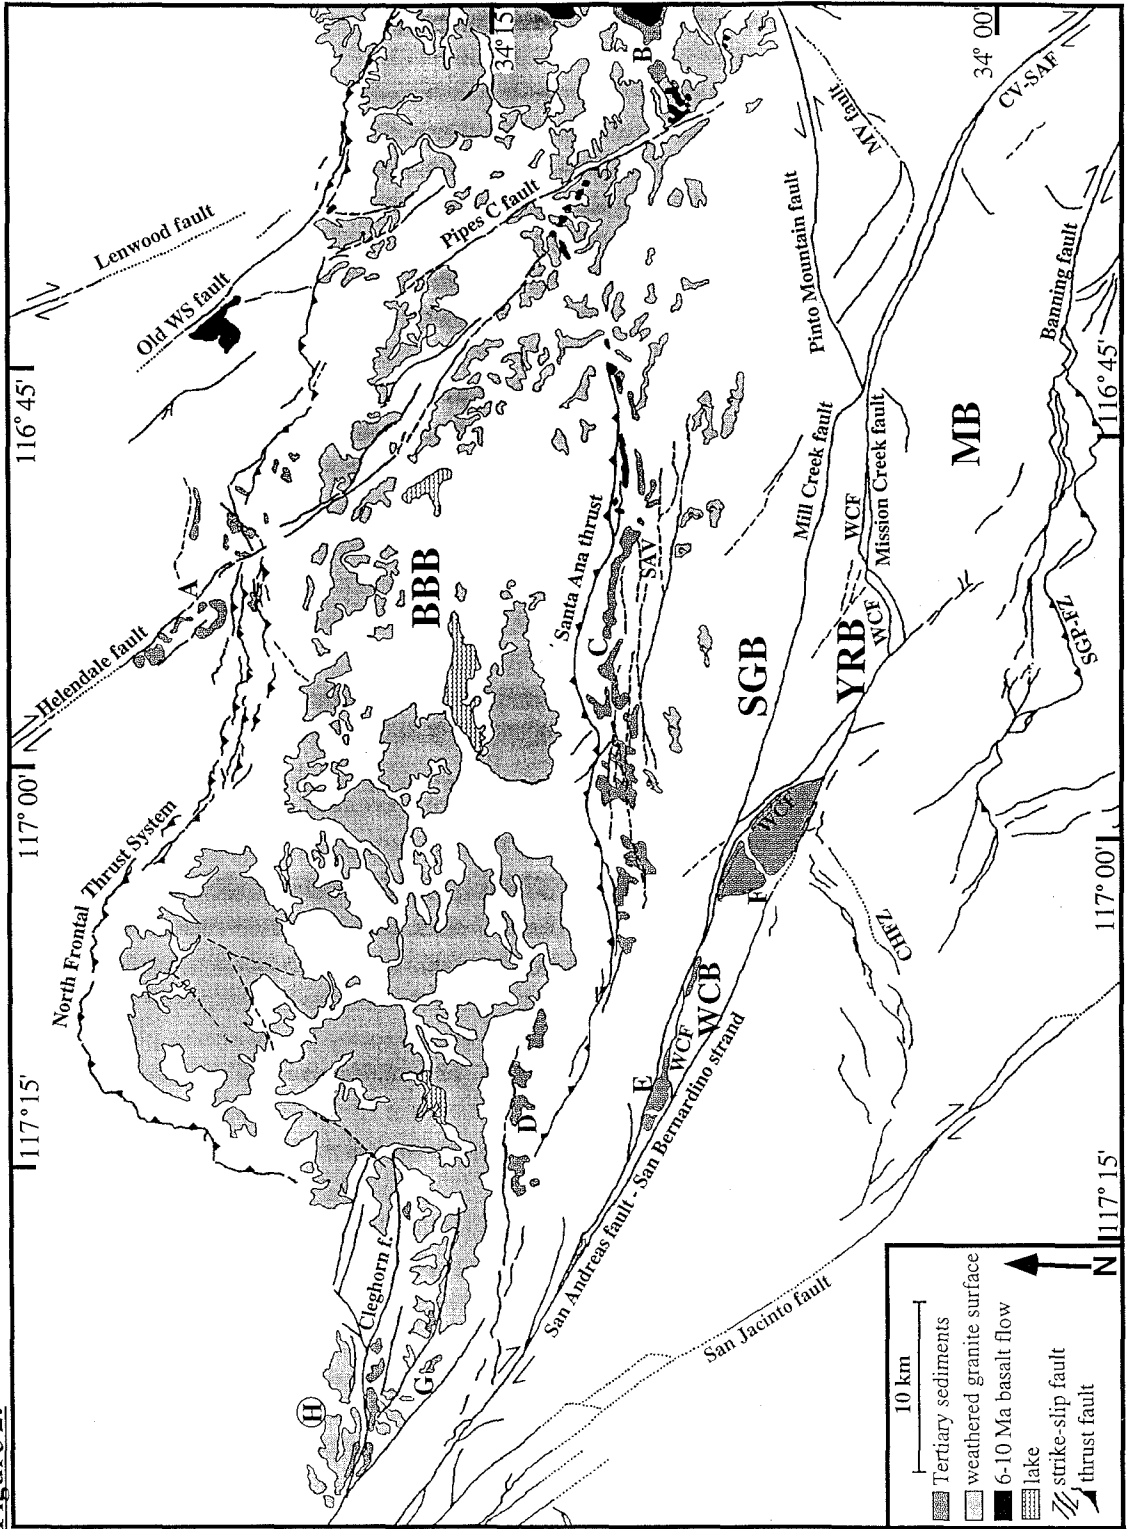 Figure 2.
116° 45'
117° 00'
117° 15'
34° 15'
34° 00'
Lenwood fault
Old WS fault
Pipes C fault
Helendale fault
A
B
North Frontal Thrust System
BBB
Santa Ana thrust
SAV
C
Pinto Mountain fault
MV fault
CV-SAF
Mill Creek fault
WCF
Mission Creek fault
MB
Banning fault
SGB
YRB
WCF
SGP-FZ
WCF
F
CHFZ
WCB
WCF
E
D
San Andreas fault - San Bernardino strand
Cleghorn f.
H
G
San Jacinto fault
116° 45'
117° 00'
117° 15'
10 km
Tertiary sediments
weathered granite surface
6-10 Ma basalt flow
lake
strike-slip fault
thrust fault
N